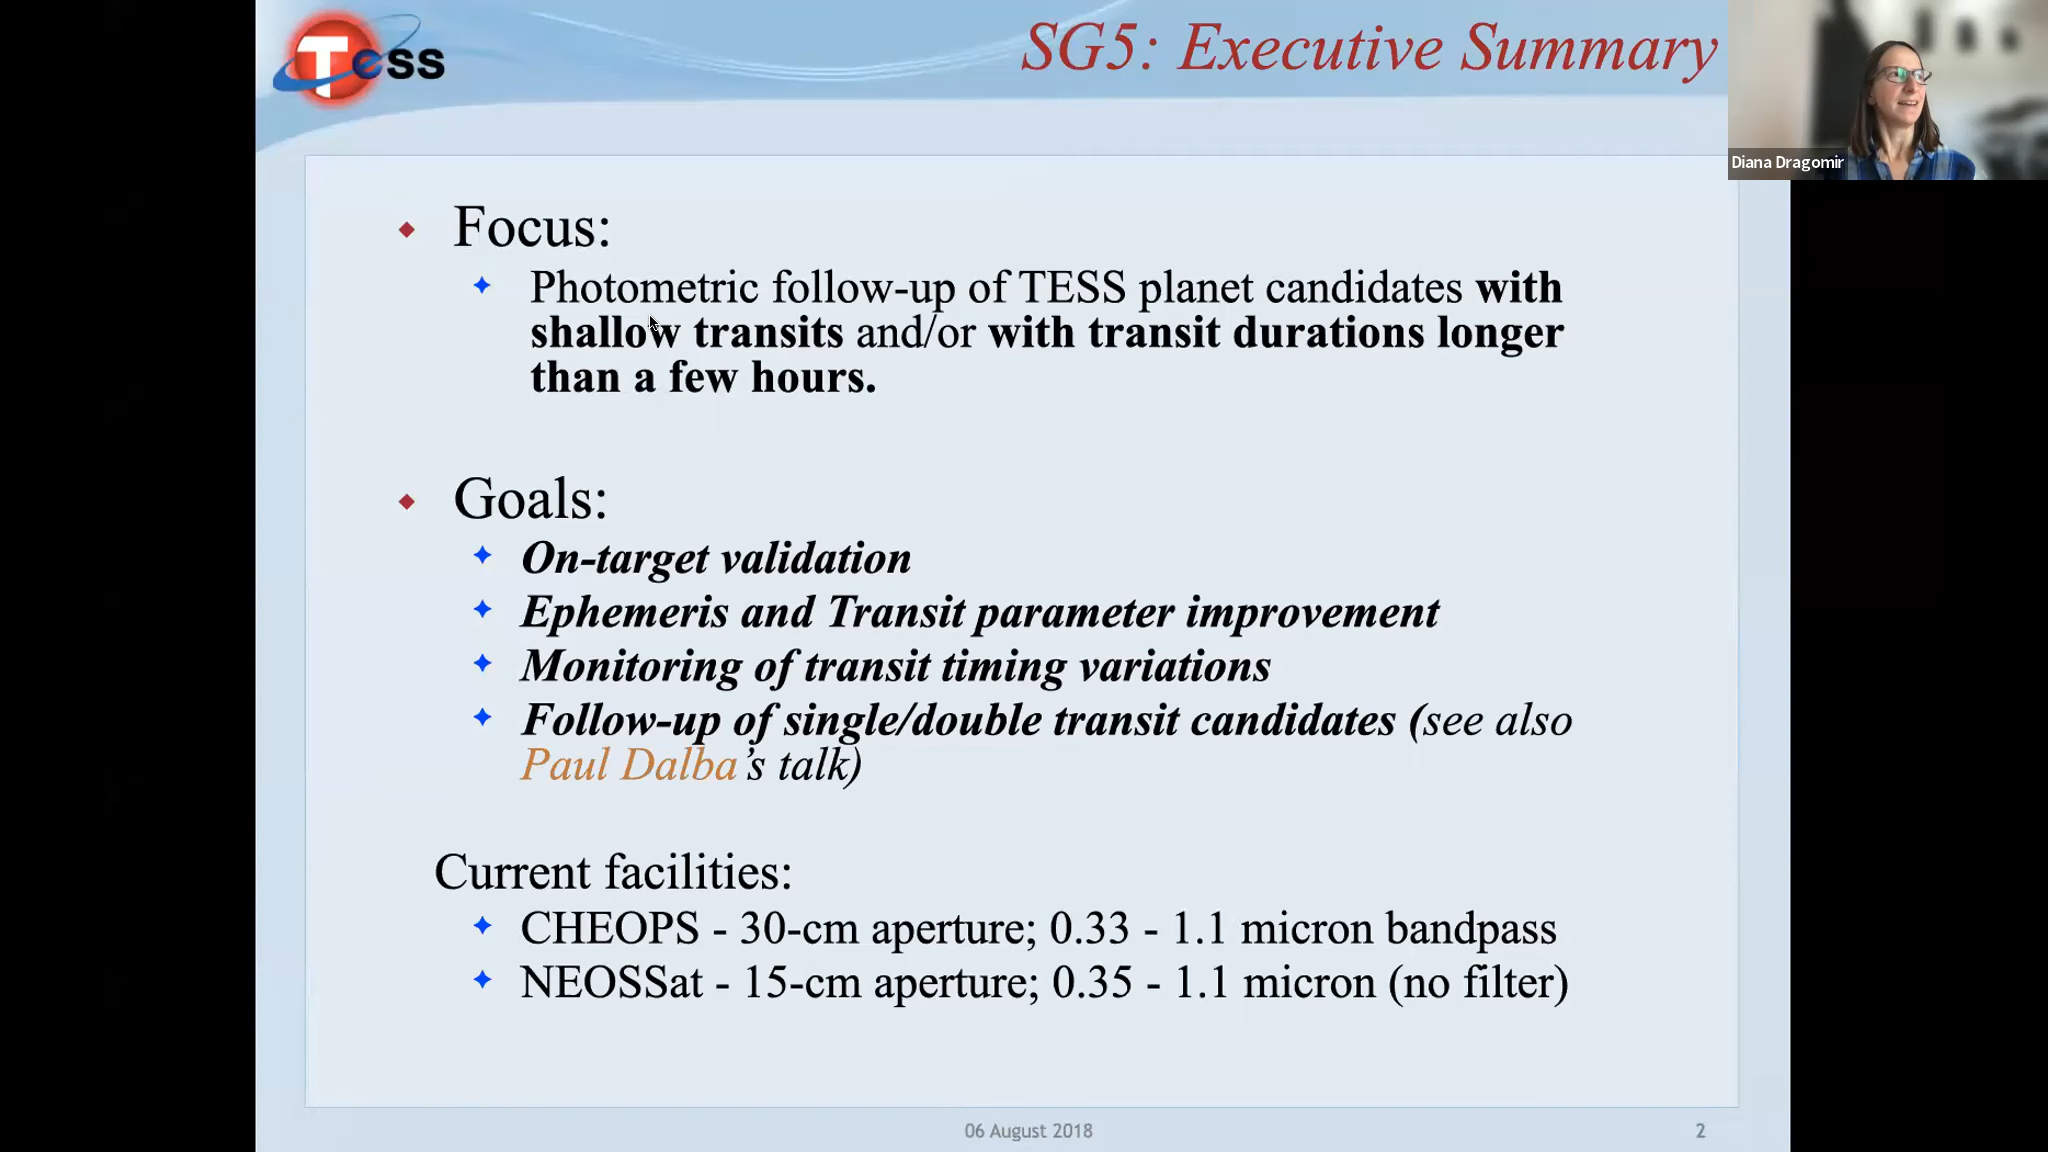 Tess
SG5: Executive Summary
Diana Dragomir
Focus:
Photometric follow-up of TESS planet candidates with
shallow transits and/or with transit durations longer
than a few hours.
Goals:
On-target validation
Ephemeris and Transit parameter improvement
Monitoring of transit timing variations
Follow-up of single/double transit candidates (see also
Paul Dalba's talk)
Current facilities:
CHEOPS - 30-cm aperture; 0.33 - 1.1 micron bandpass
NEOSSat - 15-cm aperture; 0.35 - 1.1 micron (no filter)
06 August 2018
2